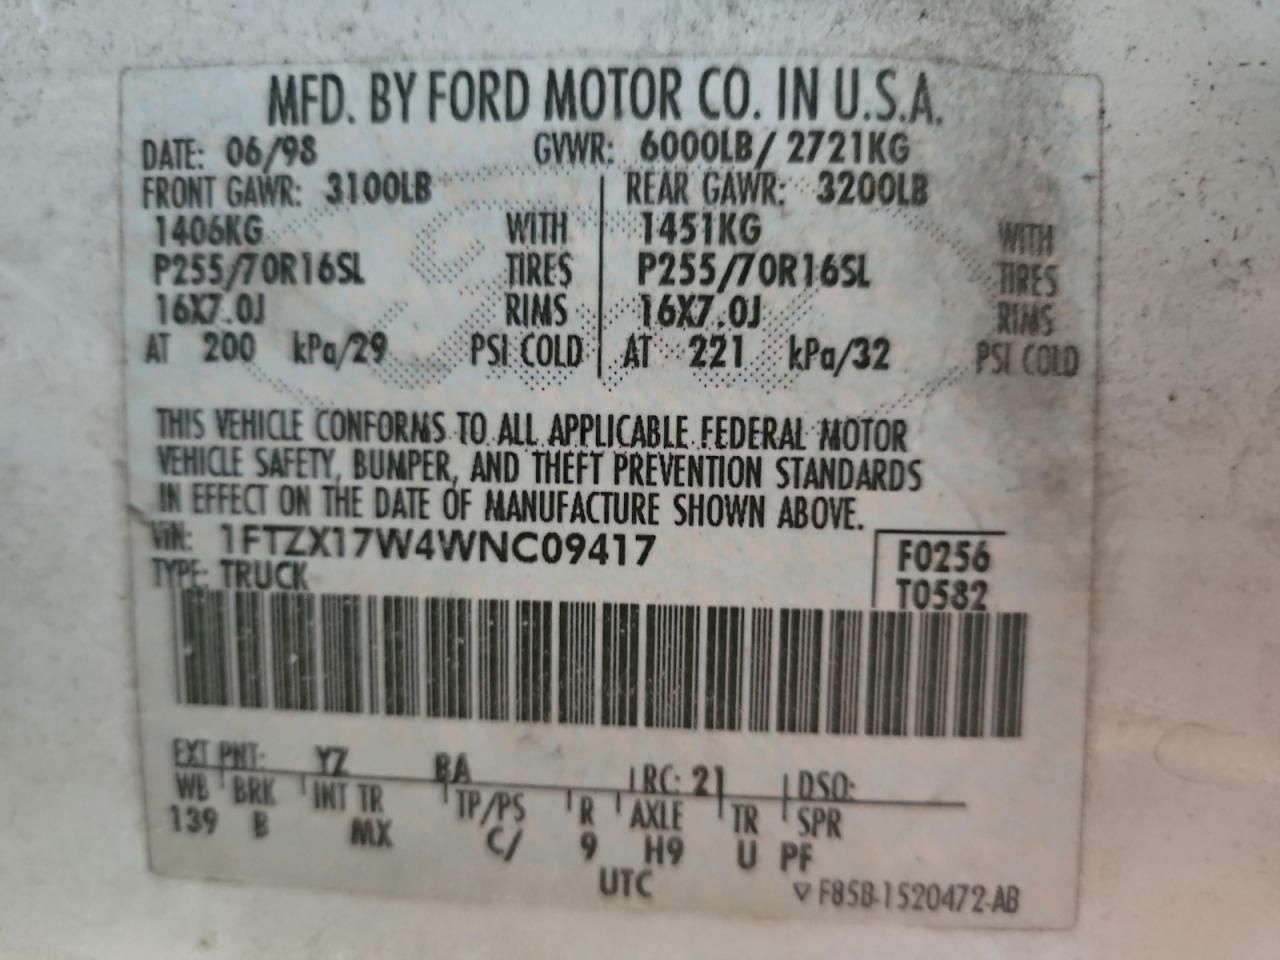 MFD. BY FORD MOTOR CO. IN U.S.A.
DATE: 06/98 GVWR: 6000LB/ 2721KG
FRONT GAWR: 3100LB REAR GAWR: 3200LB
1406KG WITH 1451KG WITH
P255/70R16SL TIRES P255/70R16SL TIRES
16X7.0J RIMS 16X7.0J RIMS
AT 200 kPa/29 PSI COLD AT 221 kPa/32 PSI COLD
THIS VEHICLE CONFORMS TO ALL APPLICABLE FEDERAL MOTOR
VEHICLE SAFETY, BUMPER, AND THEFT PREVENTION STANDARDS
IN EFFECT ON THE DATE OF MANUFACTURE SHOWN ABOVE.
VIN: 1FTZX17W4WNC09417 F0256
TYPE: TRUCK T0582
EXT PNT: YZ BA RC: 21 DSO:
WB BRK INT TR TP/PS R AXLE TR SPR
139 B MX C/ 9 H9 U PF
UTC
▽ F85B-1520472-AB